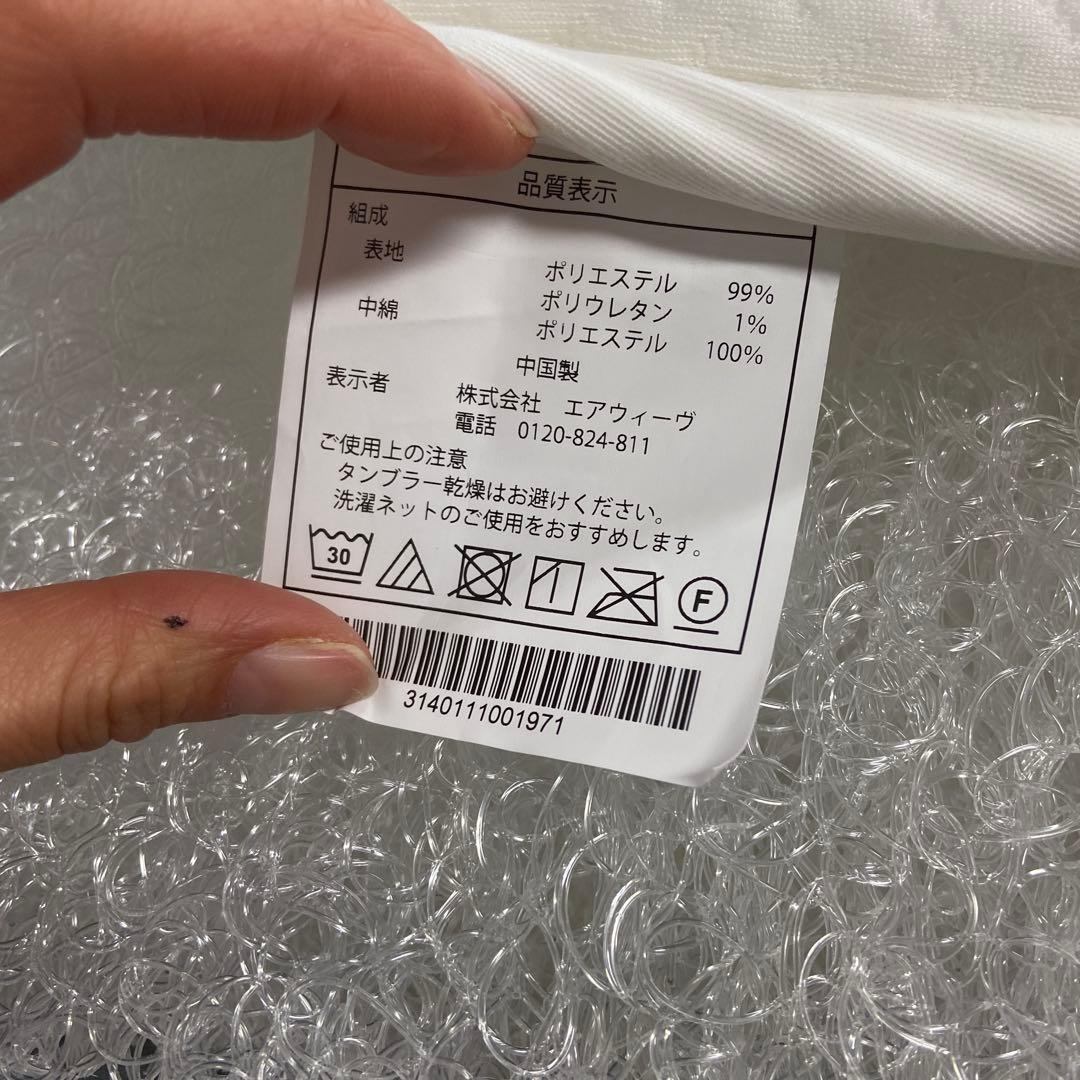 品質表示
組成
表地 ポリエステル 99%
ポリウレタン 1%
中綿 ポリエステル 100%
中国製
表示者 株式会社 エアウィーヴ
電話 0120-824-811
ご使用上の注意
タンブラー乾燥はお避けください。
洗濯ネットのご使用をおすすめします。
30 F
3140111001971